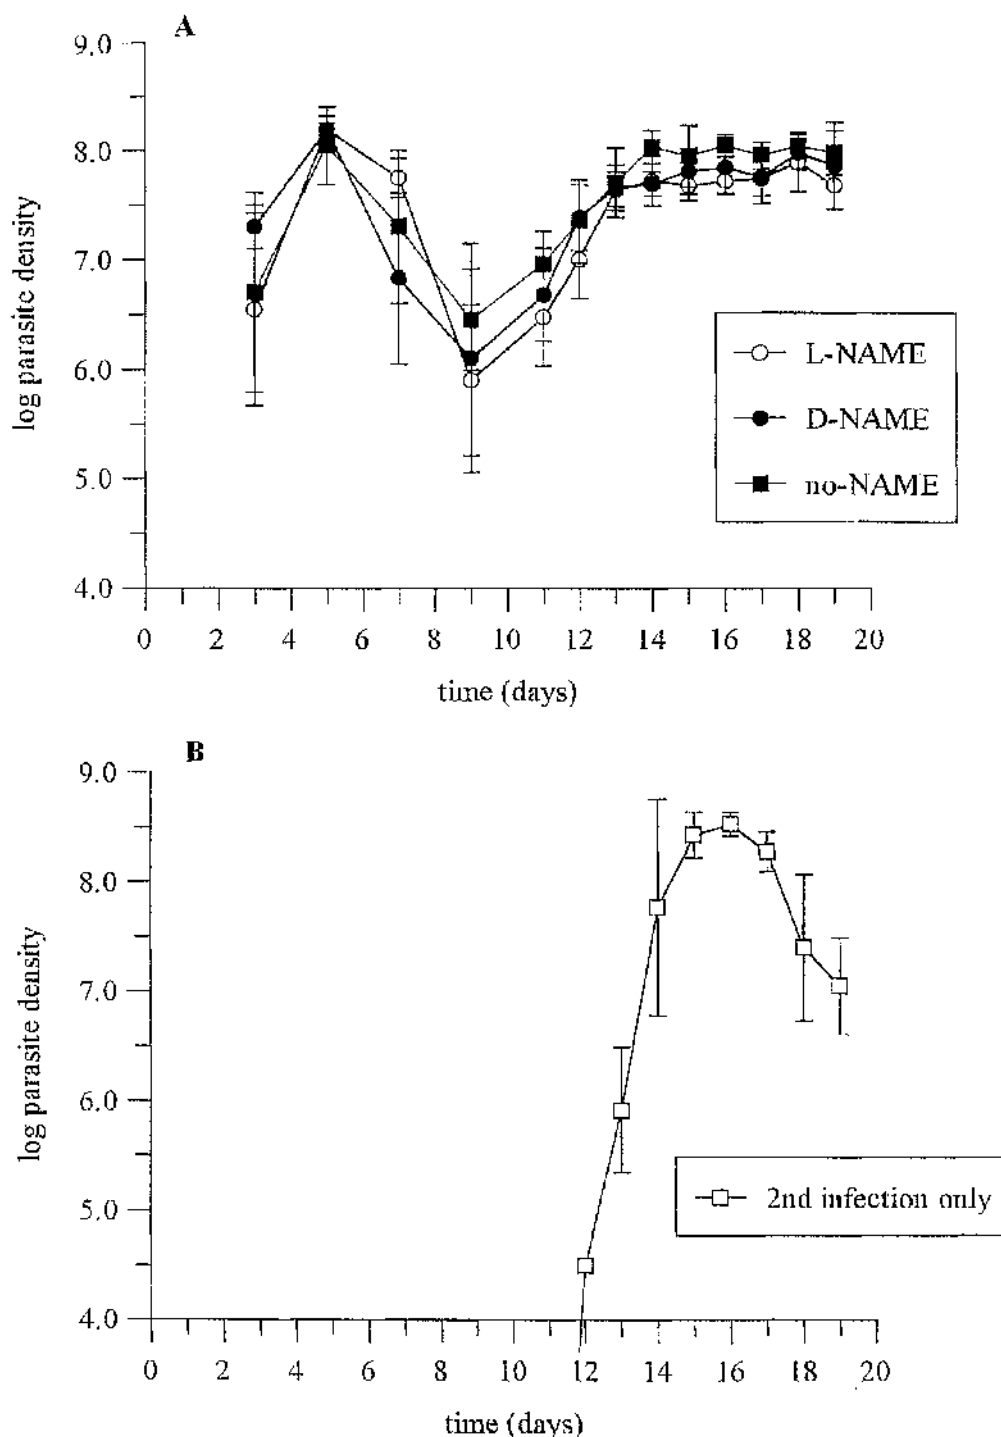 A
9.0
8.0
7.0
6.0
5.0
4.0
log parasite density
L-NAME
D-NAME
no-NAME
0 2 4 6 8 10 12 14 16 18 20
time (days)
B
9.0
8.0
7.0
6.0
5.0
4.0
log parasite density
2nd infection only
0 2 4 6 8 10 12 14 16 18 20
time (days)